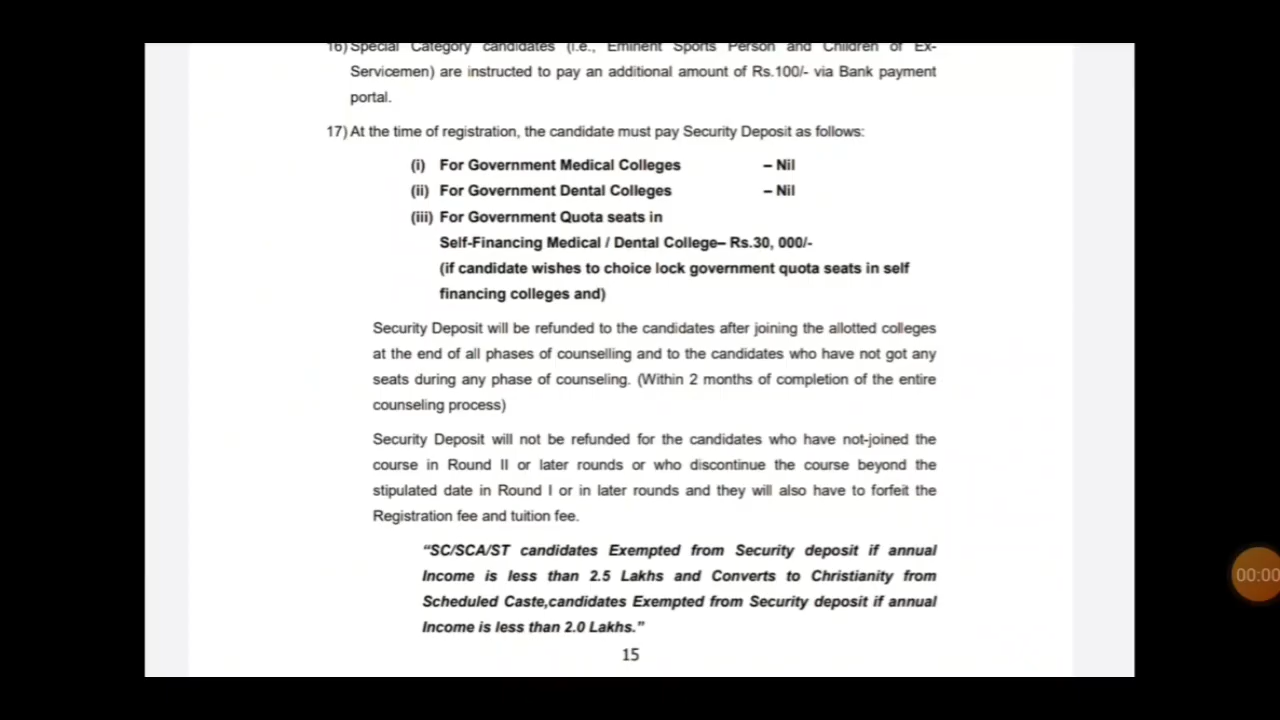 16) Special Category candidates (i.e., Eminent Sports Person and Children of Ex-
Servicemen) are instructed to pay an additional amount of Rs.100/- via Bank payment
portal.
17) At the time of registration, the candidate must pay Security Deposit as follows:
(i) For Government Medical Colleges – Nil
(ii) For Government Dental Colleges – Nil
(iii) For Government Quota seats in
Self-Financing Medical / Dental College– Rs.30, 000/-
(if candidate wishes to choice lock government quota seats in self
financing colleges and)
Security Deposit will be refunded to the candidates after joining the allotted colleges
at the end of all phases of counselling and to the candidates who have not got any
seats during any phase of counseling. (Within 2 months of completion of the entire
counseling process)
Security Deposit will not be refunded for the candidates who have not-joined the
course in Round II or later rounds or who discontinue the course beyond the
stipulated date in Round I or in later rounds and they will also have to forfeit the
Registration fee and tuition fee.
“SC/SCA/ST candidates Exempted from Security deposit if annual
Income is less than 2.5 Lakhs and Converts to Christianity from
Scheduled Caste,candidates Exempted from Security deposit if annual
Income is less than 2.0 Lakhs.”
15
00:00